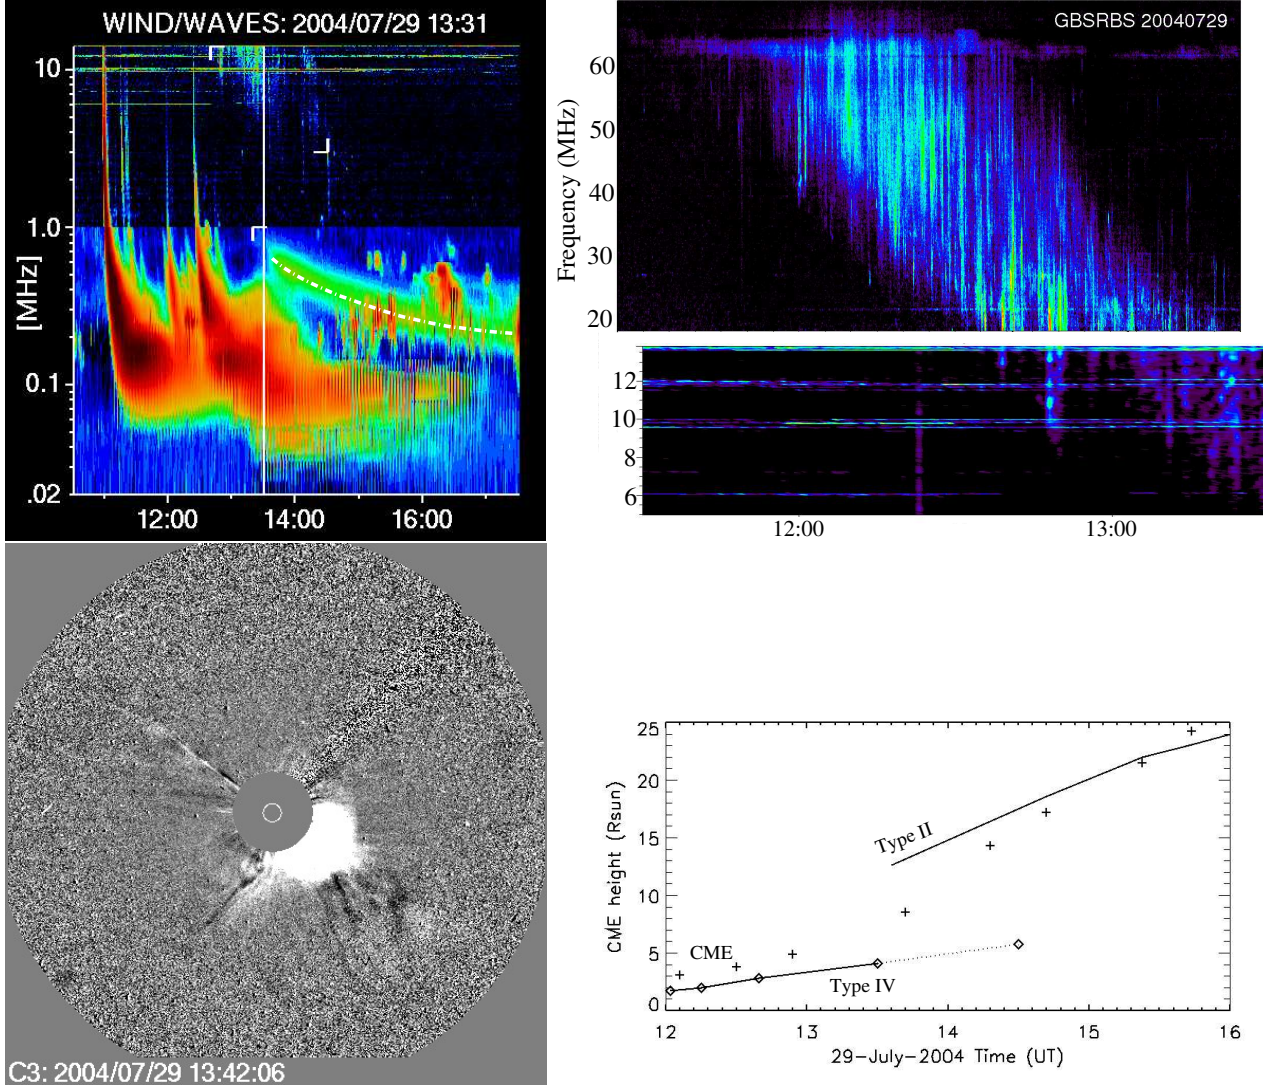 WIND/WAVES: 2004/07/29 13:31
10
1.0
0.1
.02
[MHz]
12:00 14:00 16:00
GBSRBS 20040729
Frequency (MHz)
60
50
40
30
20
12
10
8
6
12:00 13:00
C3: 2004/07/29 13:42:06
CME height (Rsun)
25
20
15
10
5
0
Type II
CME
Type IV
12 13 14 15 16
29-July-2004 Time (UT)